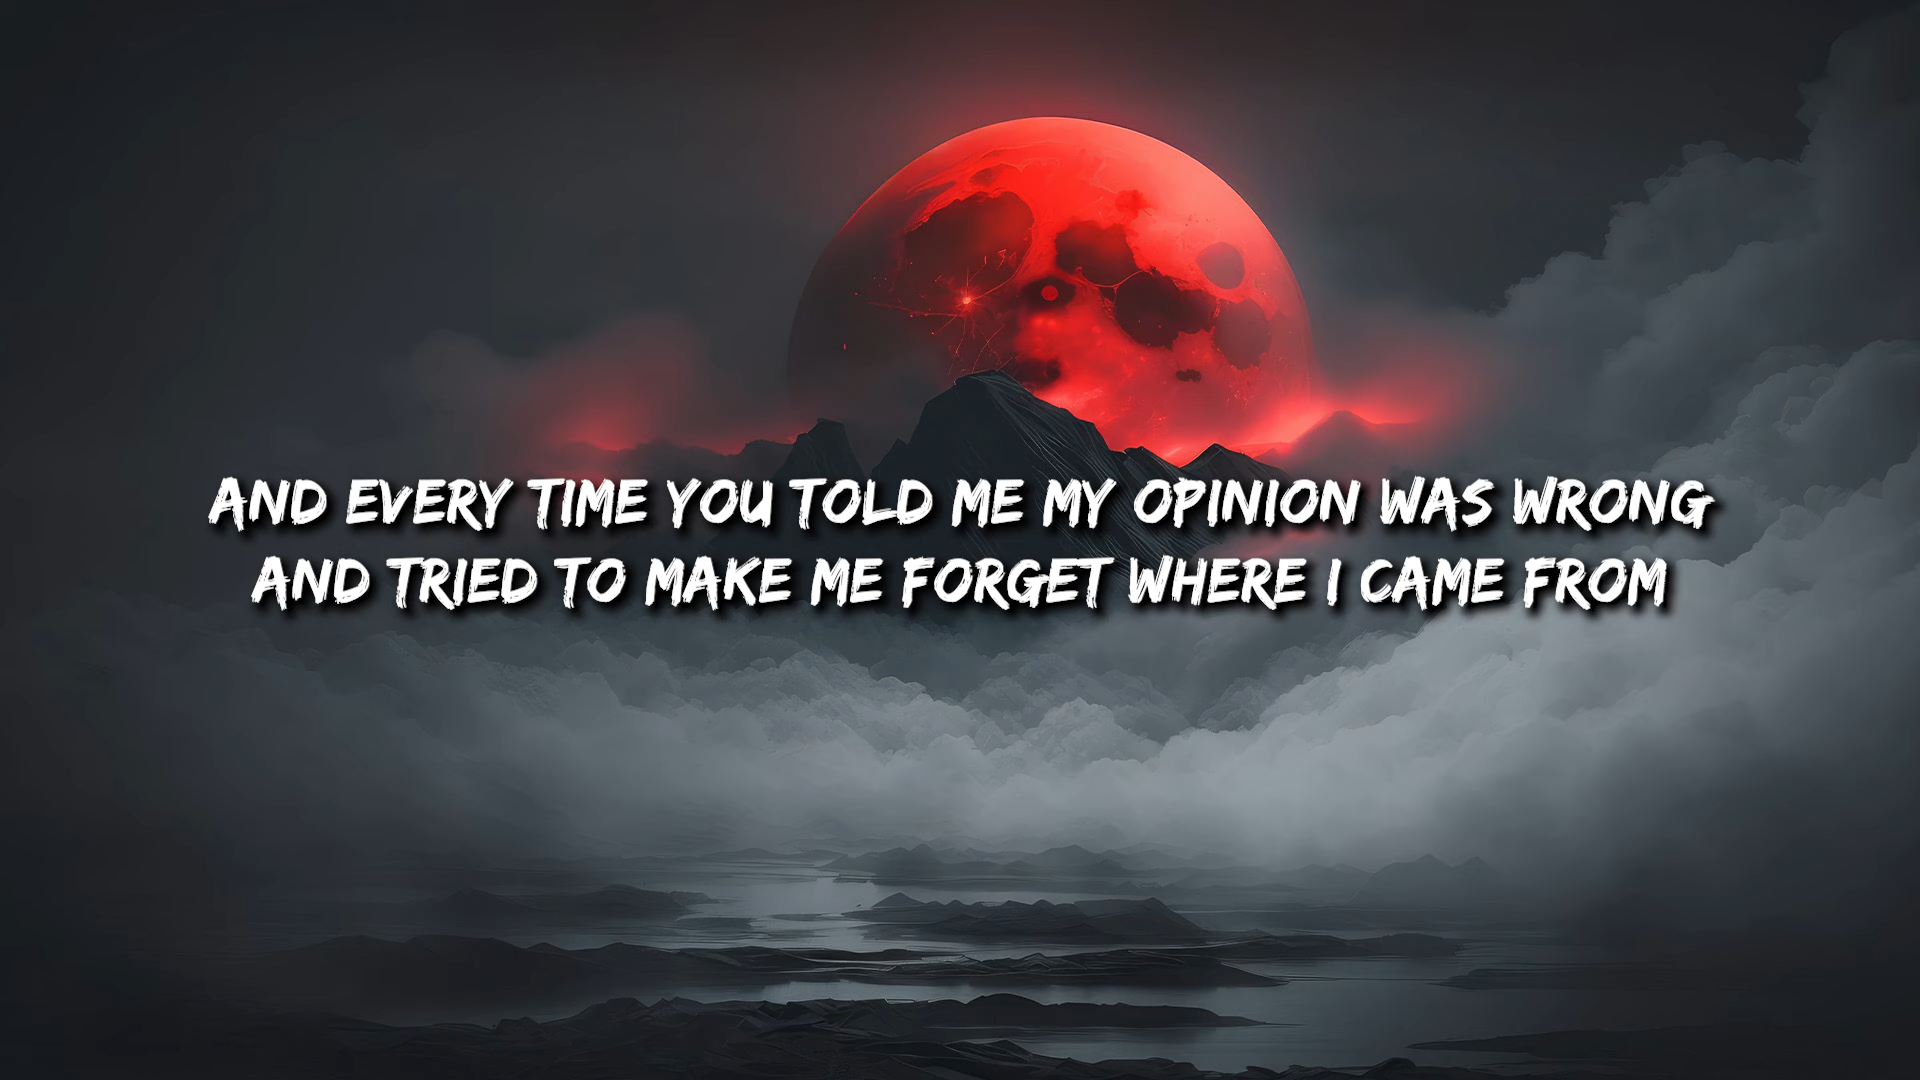 AND EVERY TIME YOU TOLD ME MY OPINION WAS WRONG
AND TRIED TO MAKE ME FORGET WHERE I CAME FROM